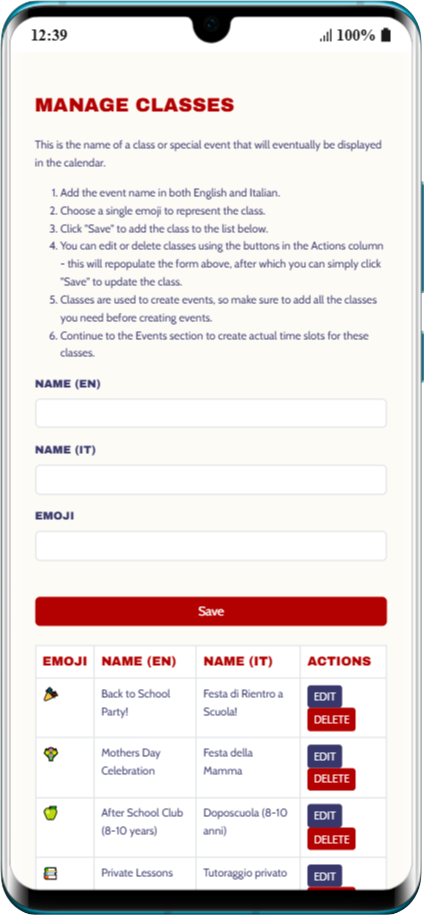 12:39 100%
MANAGE CLASSES
This is the name of a class or special event that will eventually be displayed
in the calendar.
1. Add the event name in both English and Italian.
2. Choose a single emoji to represent the class.
3. Click "Save" to add the class to the list below.
4. You can edit or delete classes using the buttons in the Actions column
- this will repopulate the form above, after which you can simply click
"Save" to update the class.
5. Classes are used to create events, so make sure to add all the classes
you need before creating events.
6. Continue to the Events section to create actual time slots for these
classes.
NAME (EN)
NAME (IT)
EMOJI
Save
EMOJI NAME (EN) NAME (IT) ACTIONS
Back to School Festa di Rientro a EDIT
Party! Scuola! DELETE
Mothers Day Festa della EDIT
Celebration Mamma DELETE
After School Club Doposcuola (8-10 EDIT
(8-10 years) anni) DELETE
Private Lessons Tutoraggio privato EDIT